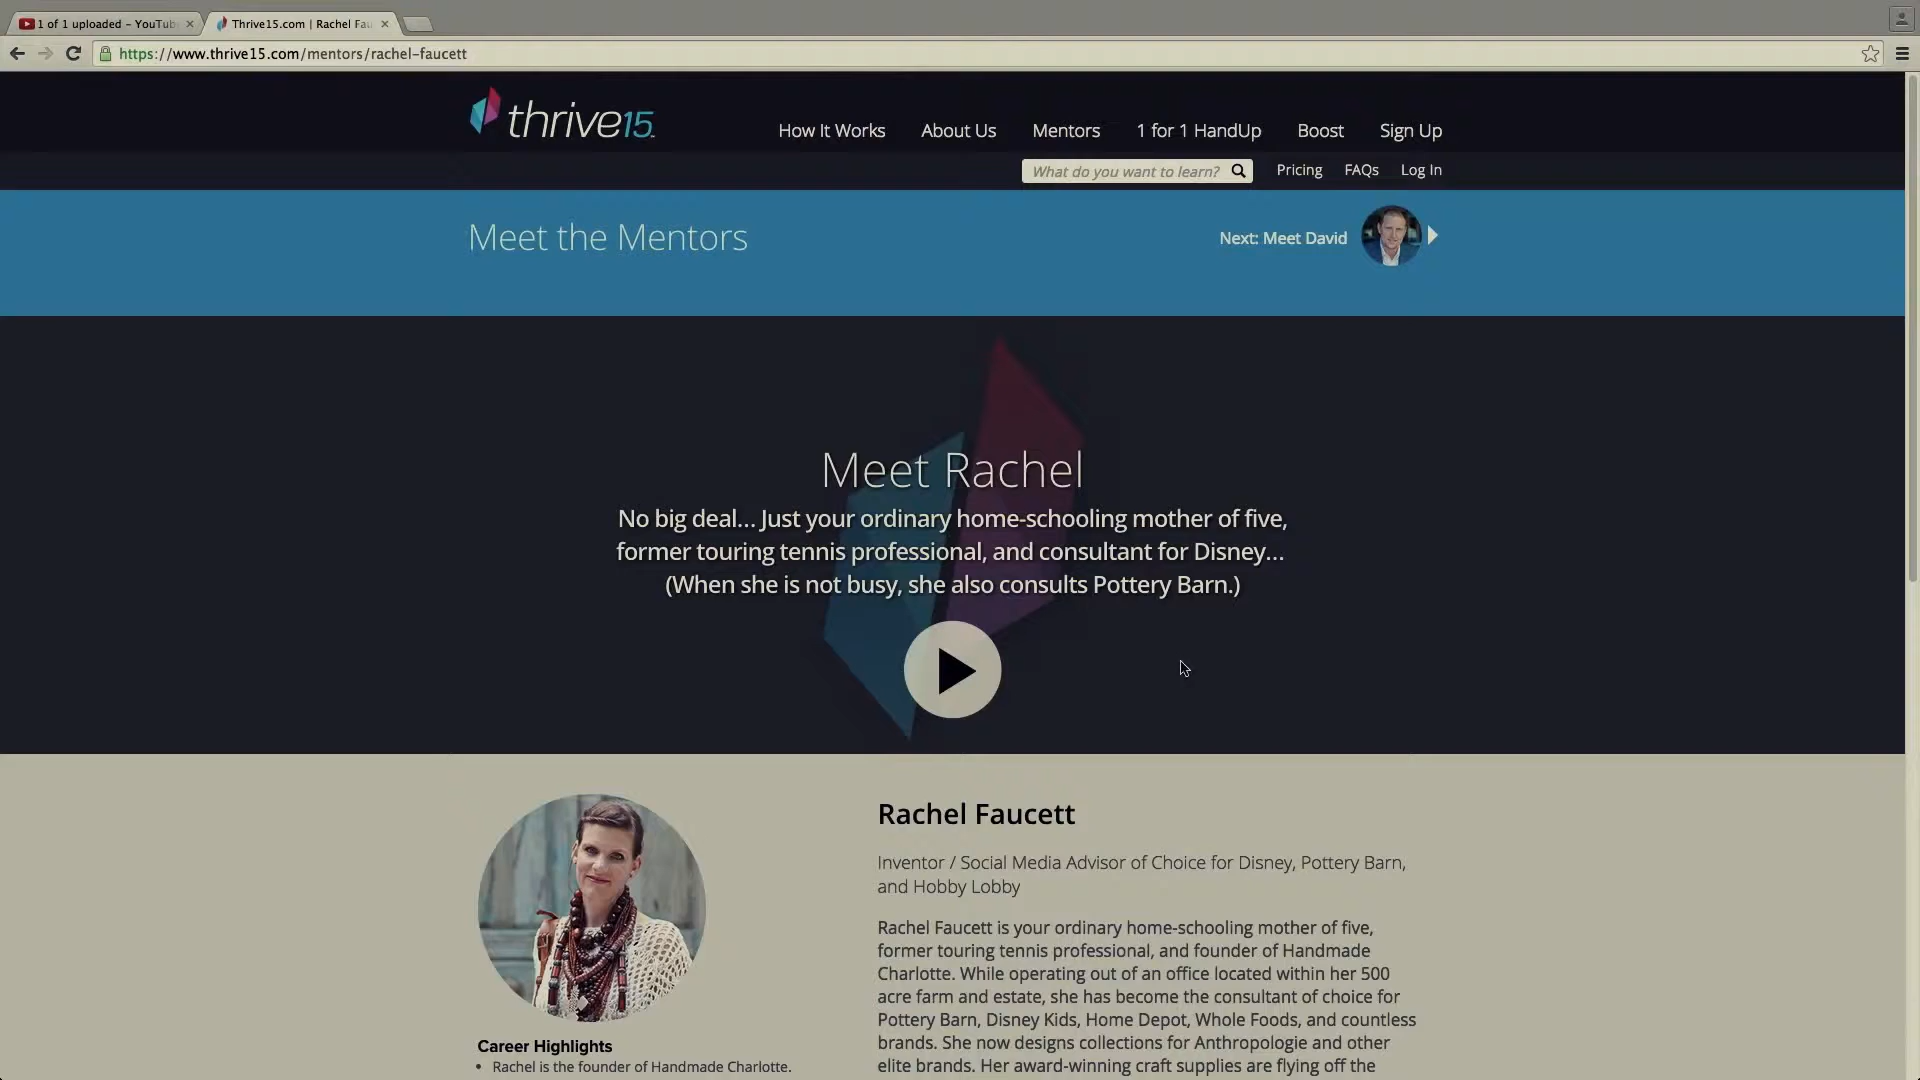 1 of 1 uploaded - YouTub
Thrive15.com | Rachel Fau
https://www.thrive15.com/mentors/rachel-faucett
thrive15
How It Works
About Us
Mentors
1 for 1 HandUp
Boost
Sign Up
What do you want to learn?
Pricing
FAQs
Log In
Meet the Mentors
Next: Meet David
Meet Rachel
No big deal... Just your ordinary home-schooling mother of five,
former touring tennis professional, and consultant for Disney...
(When she is not busy, she also consults Pottery Barn.)
Rachel Faucett
Inventor / Social Media Advisor of Choice for Disney, Pottery Barn,
and Hobby Lobby
Rachel Faucett is your ordinary home-schooling mother of five,
former touring tennis professional, and founder of Handmade
Charlotte. While operating out of an office located within her 500
acre farm and estate, she has become the consultant of choice for
Pottery Barn, Disney Kids, Home Depot, Whole Foods, and countless
brands. She now designs collections for Anthropologie and other
elite brands. Her award-winning craft supplies are flying off the
Career Highlights
• Rachel is the founder of Handmade Charlotte.